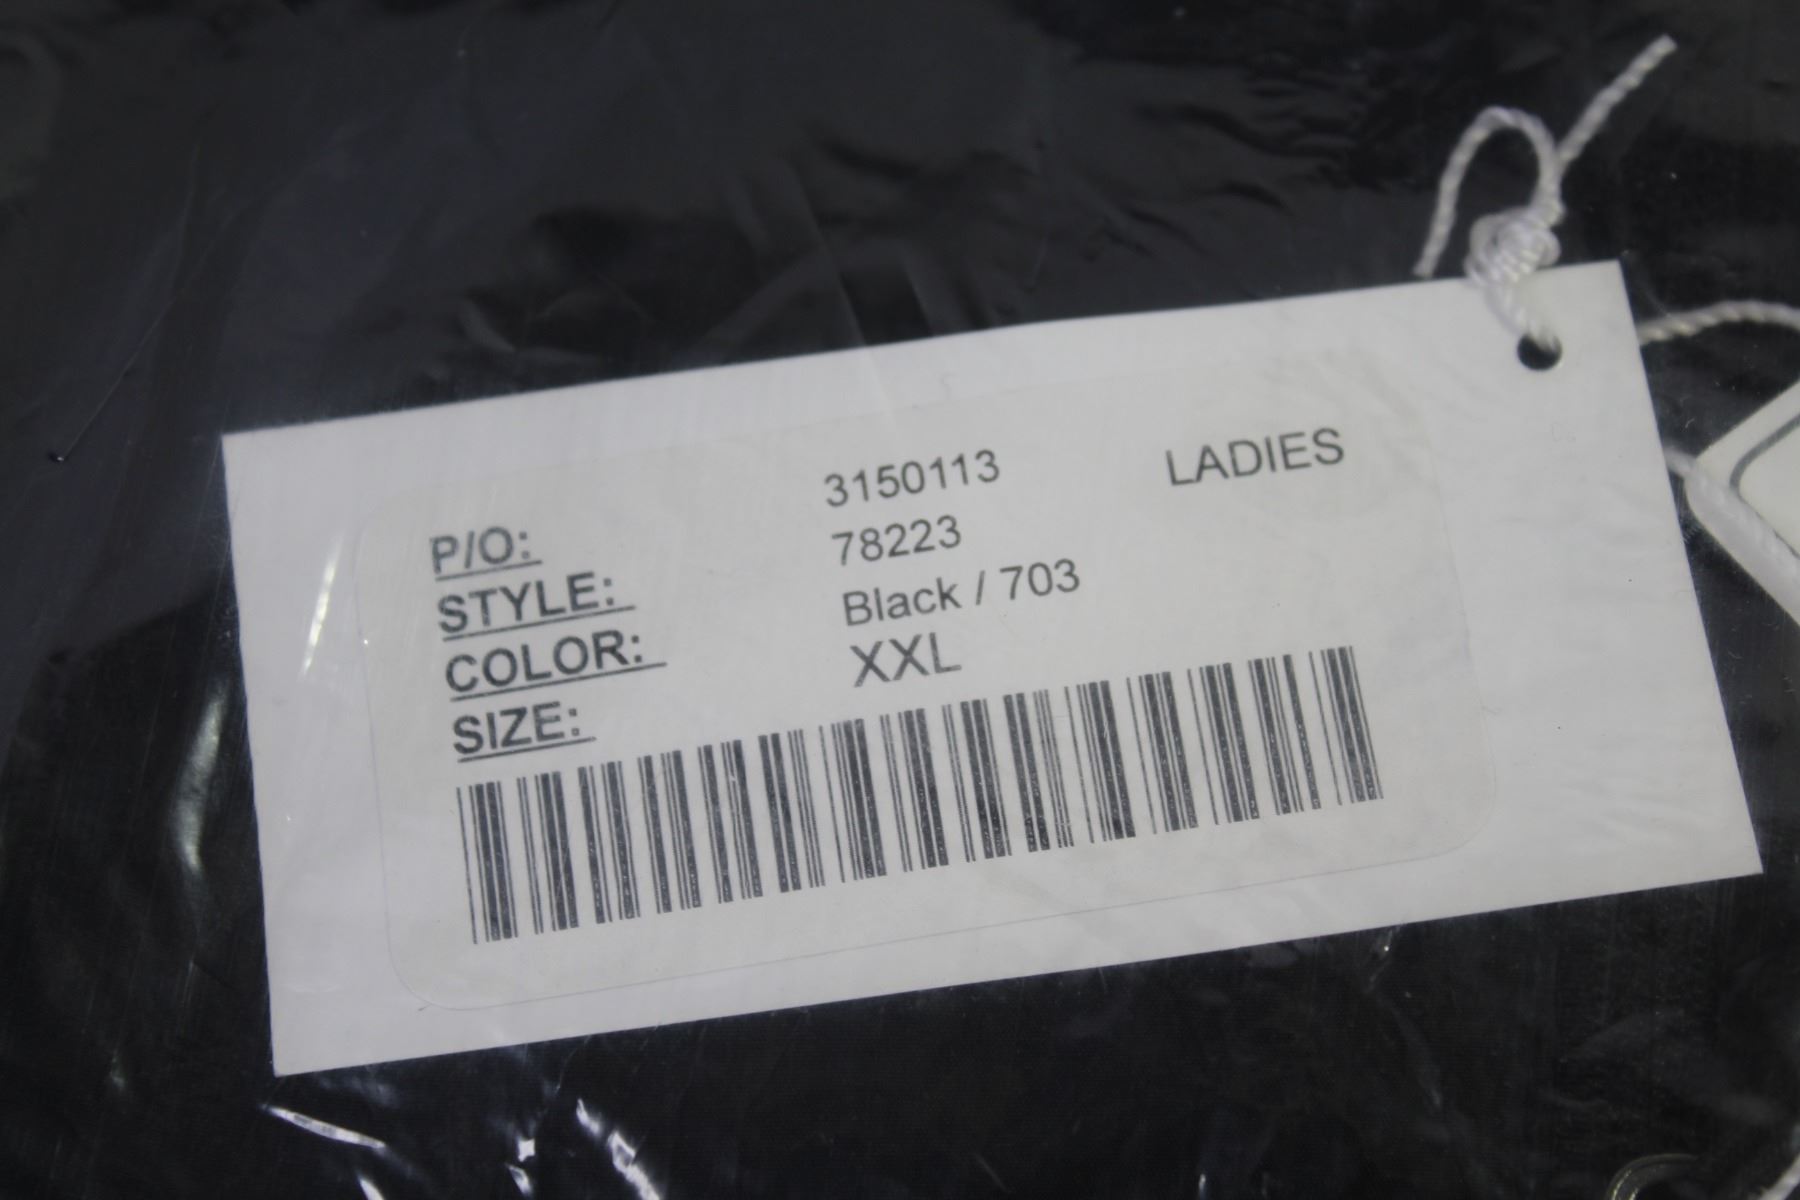 P/O: 3150113 LADIES
STYLE: 78223
COLOR: Black / 703
SIZE: XXL